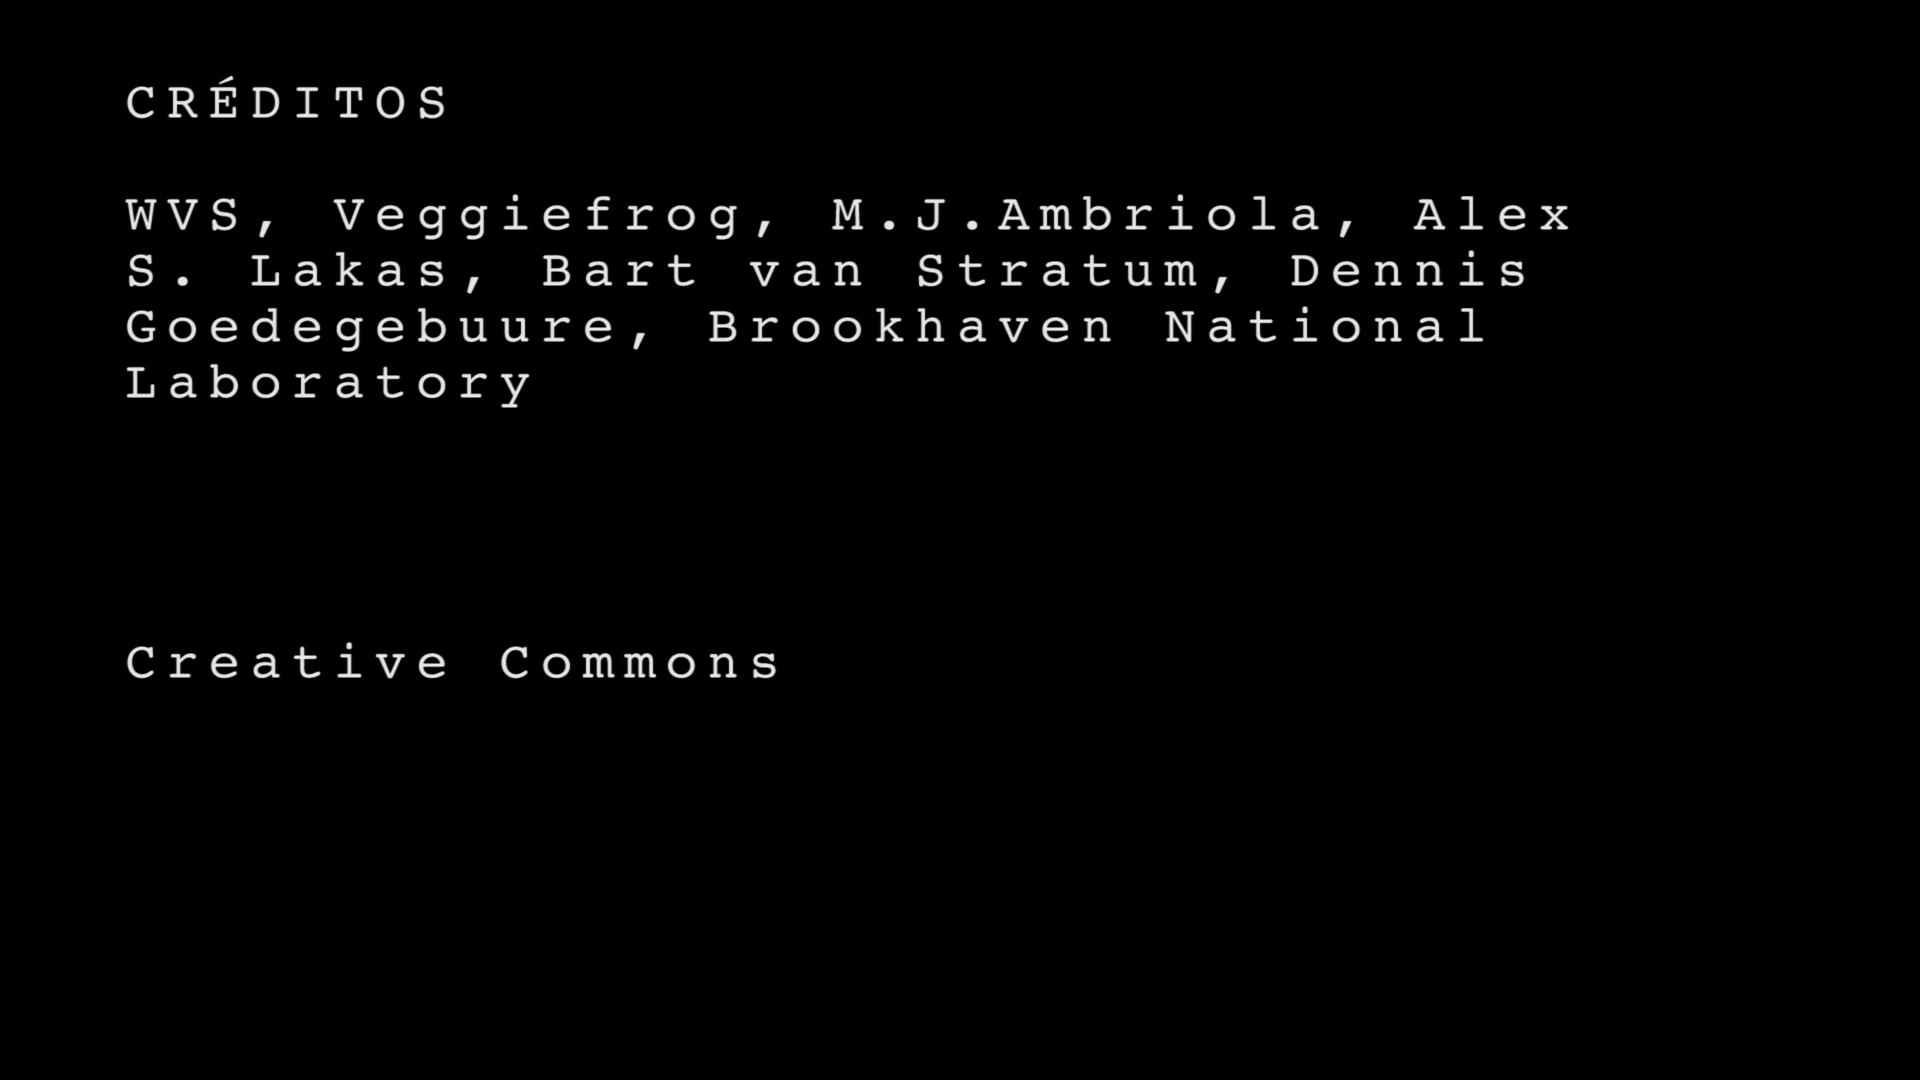 CRÉDITOS
WVS, Veggiefrog, M.J.Ambriola, Alex
S. Lakas, Bart van Stratum, Dennis
Goedegebuure, Brookhaven National
Laboratory
Creative Commons